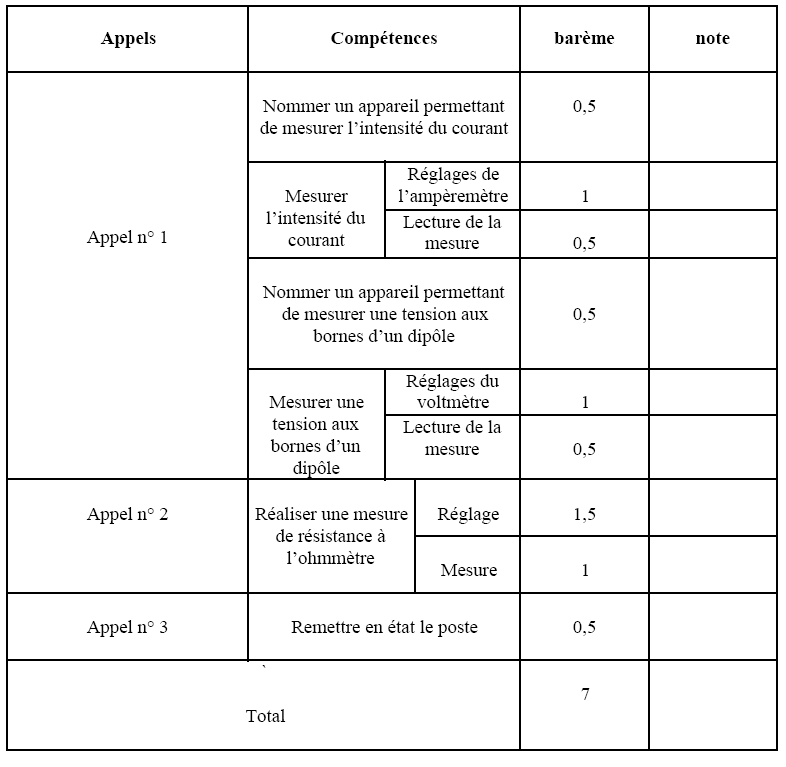 Appels
Compétences
barème
note
Appel n° 1
Nommer un appareil permettant
de mesurer l’intensité du courant
0,5
Mesurer
l’intensité du
courant
Réglages de
l’ampèremètre
1
Lecture de la
mesure
0,5
Nommer un appareil permettant
de mesurer une tension aux
bornes d’un dipôle
0,5
Mesurer une
tension aux
bornes d’un
dipôle
Réglages du
voltmètre
1
Lecture de la
mesure
0,5
Appel n° 2
Réaliser une mesure
de résistance à
l’ohmmètre
Réglage
1,5
Mesure
1
Appel n° 3
Remettre en état le poste
0,5
Total
7